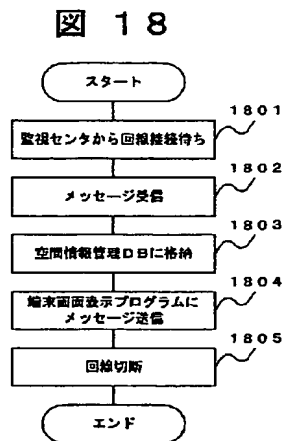 図 18
スタート
1801
監視センタから回線接続待ち
1802
メッセージ受信
1803
空間情報管理DBに格納
1804
端末画面表示プログラムに
メッセージ送信
1805
回線切断
エンド